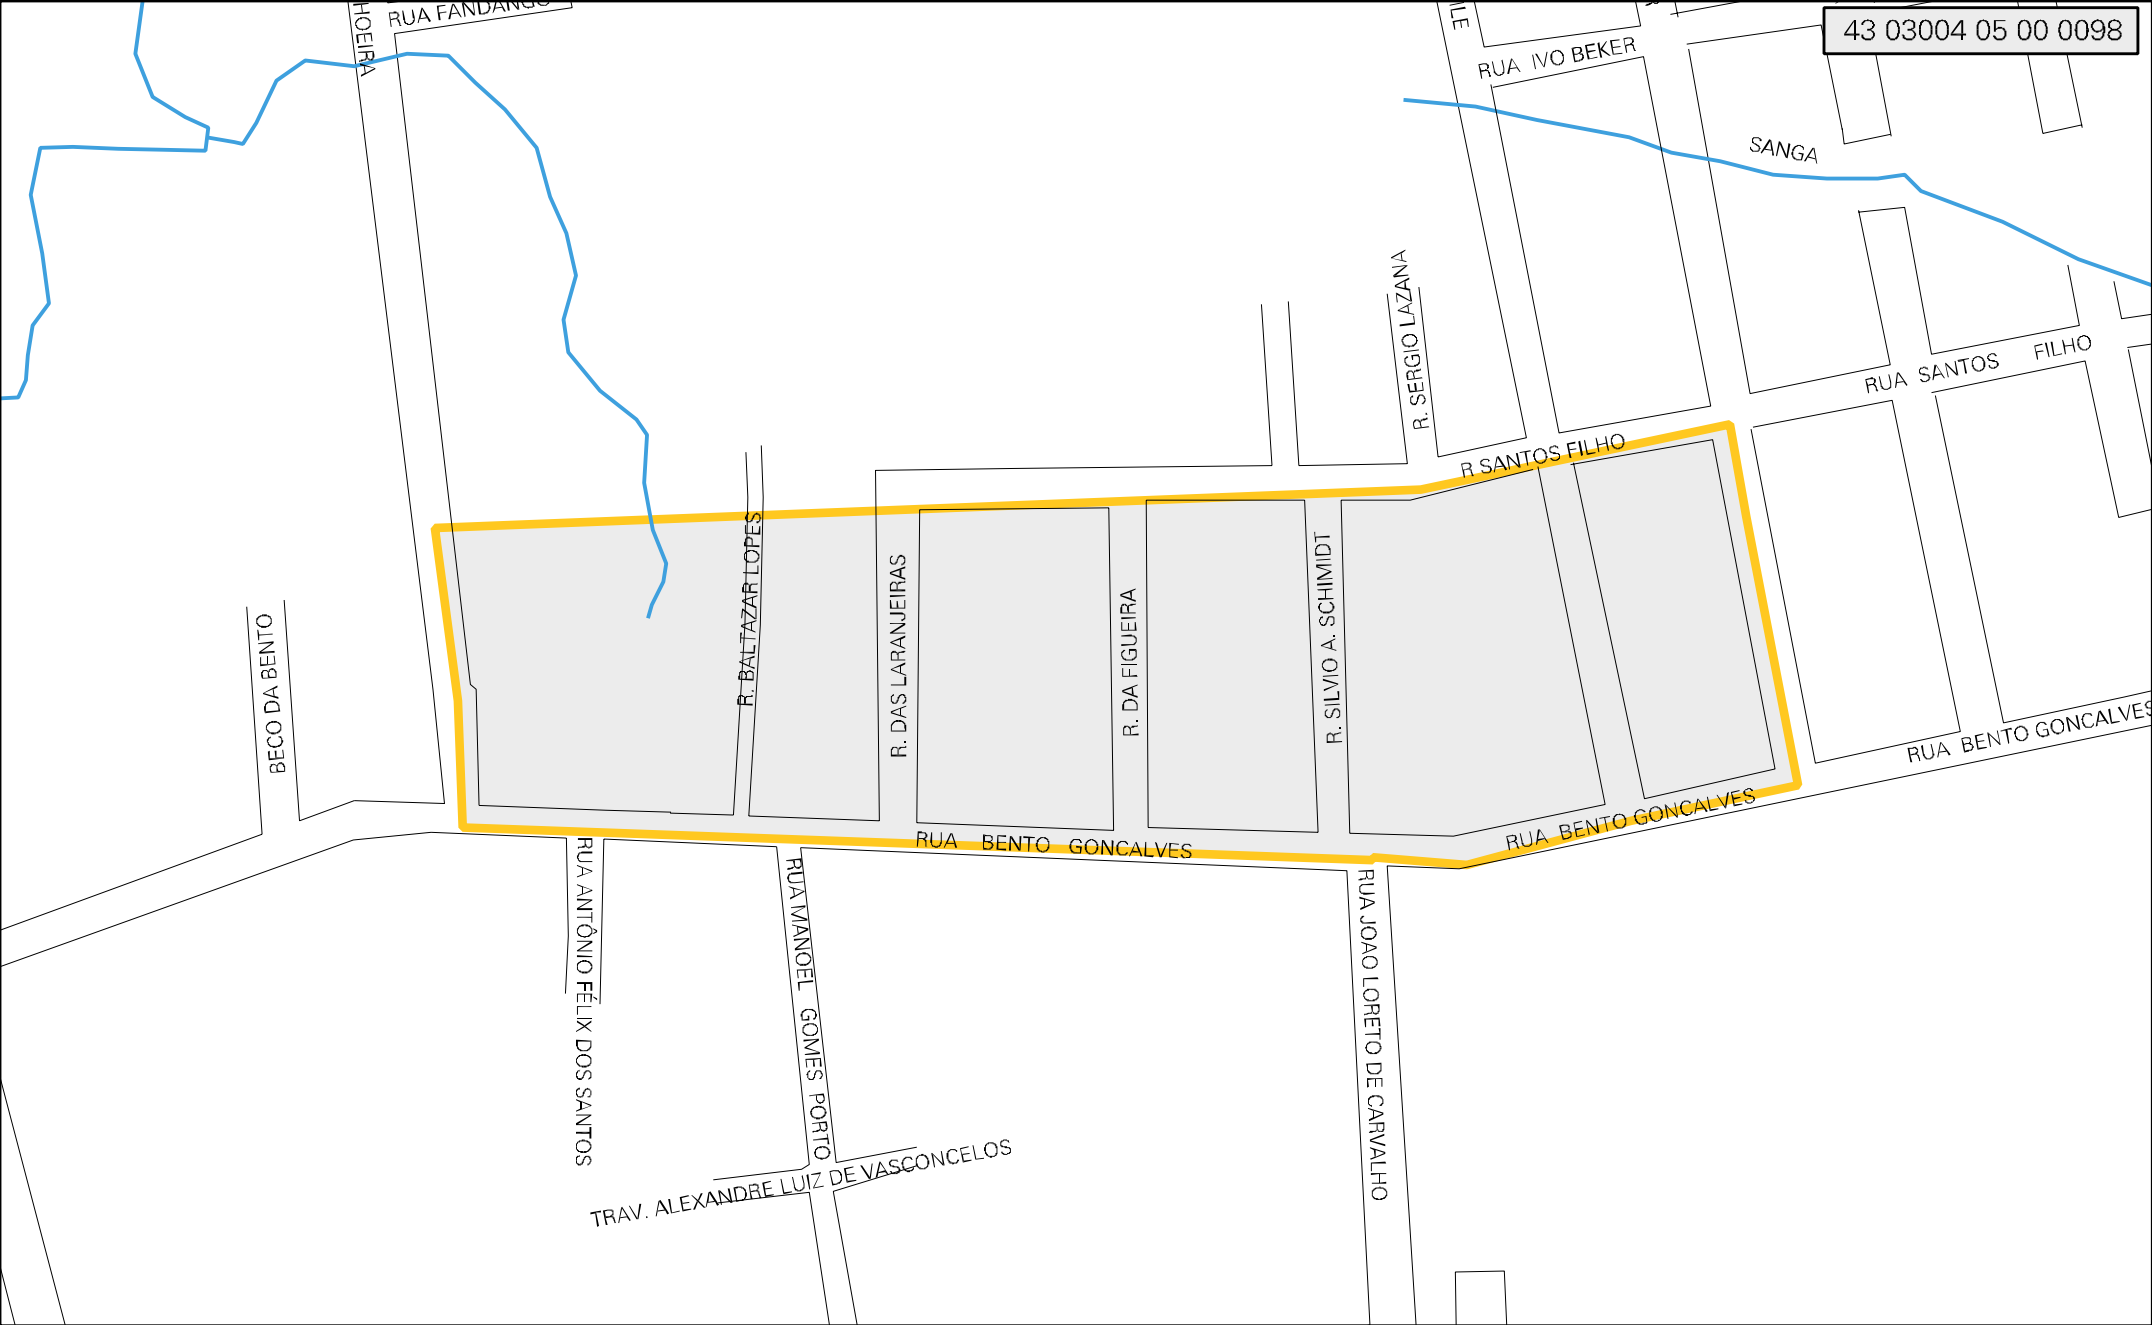 RUA FANDANGO
HOEIRA
RUA IVO BEKER
43 03004 05 00 0098
SANGA
R. SERGIO LAZANA
RUA SANTOS FILHO
R SANTOS FILHO
R. BALTAZAR LOPES
R. DAS LARANJEIRAS
R. DA FIGUEIRA
R. SILVIO A. SCHIMIDT
BECO DA BENTO
RUA BENTO GONCALVES
RUA BENTO GONCALVES
RUA BENTO GONCALVES
RUA ANTÔNIO FÉLIX DOS SANTOS
RUA MANOEL GOMES PORTO
RUA JOAO LORETO DE CARVALHO
TRAV. ALEXANDRE LUIZ DE VASCONCELOS